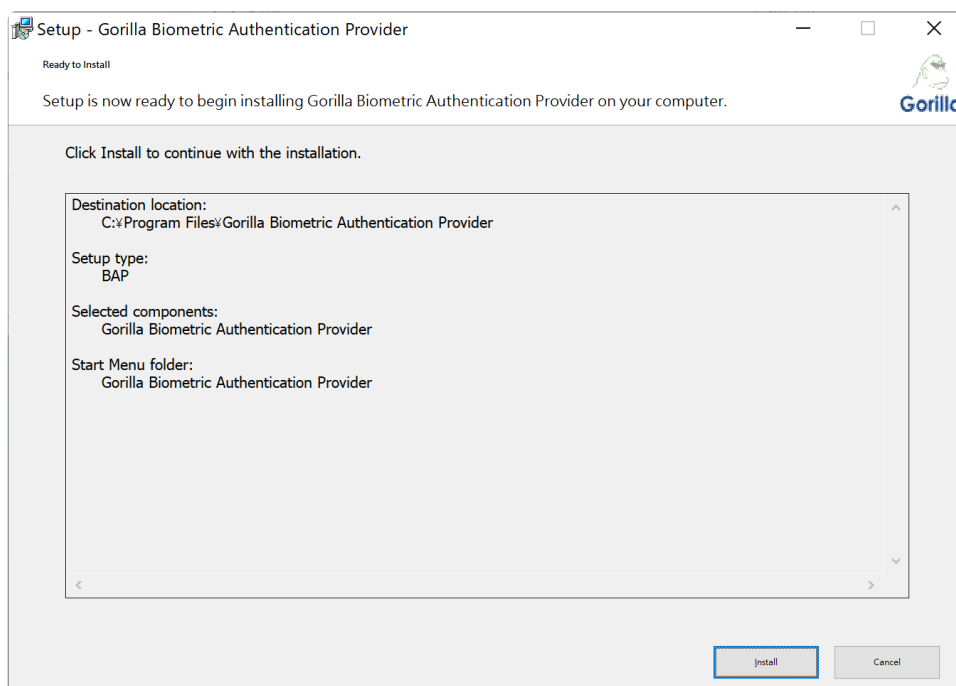 Setup - Gorilla Biometric Authentication Provider
Ready to Install
Setup is now ready to begin installing Gorilla Biometric Authentication Provider on your computer.
Gorilla
Click Install to continue with the installation.
Destination location:
C:¥Program Files¥Gorilla Biometric Authentication Provider
Setup type:
BAP
Selected components:
Gorilla Biometric Authentication Provider
Start Menu folder:
Gorilla Biometric Authentication Provider
Install
Cancel